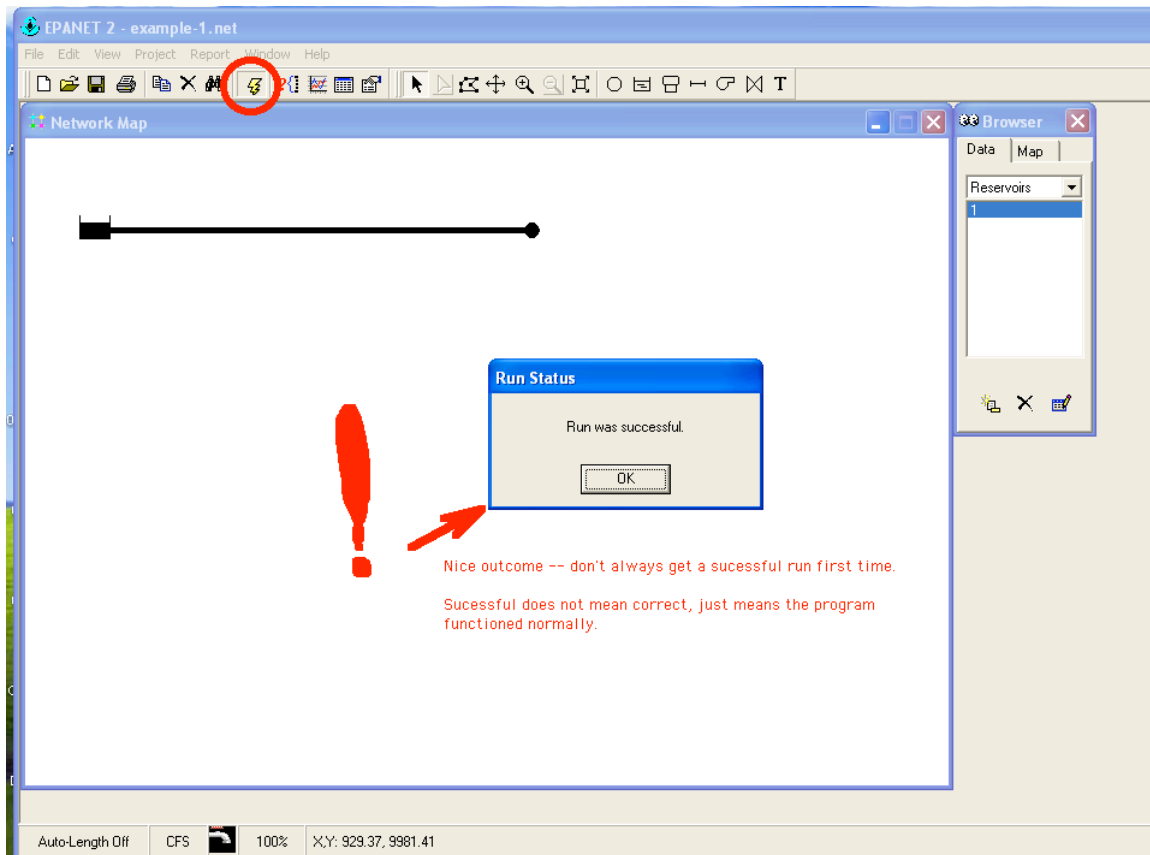 EPANET 2 - example-1.net
File Edit View Project Report Window Help
T
Network Map
Browser
Data Map
Reservoirs
1
Run Status
Run was successful.
OK
Nice outcome -- don't always get a sucessful run first time.
Sucessful does not mean correct, just means the program
functioned normally.
Auto-Length Off CFS 100% X,Y: 929.37, 9981.41